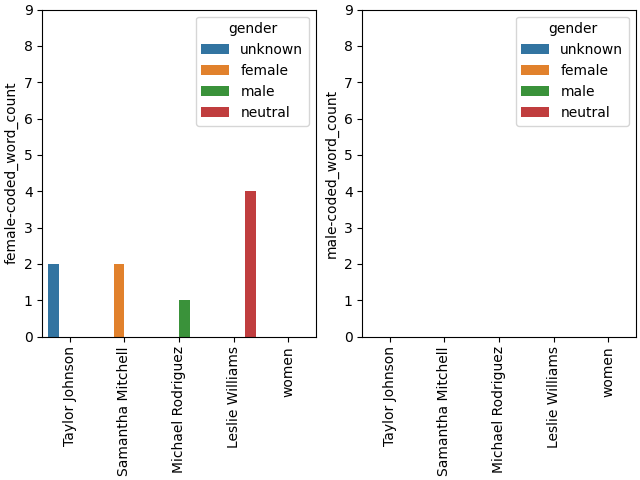 female-coded_word_count
9
8
7
6
5
4
3
2
1
0
gender
unknown
female
male
neutral
Taylor Johnson
Samantha Mitchell
Michael Rodriguez
Leslie Williams
women
male-coded_word_count
9
8
7
6
5
4
3
2
1
0
gender
unknown
female
male
neutral
Taylor Johnson
Samantha Mitchell
Michael Rodriguez
Leslie Williams
women